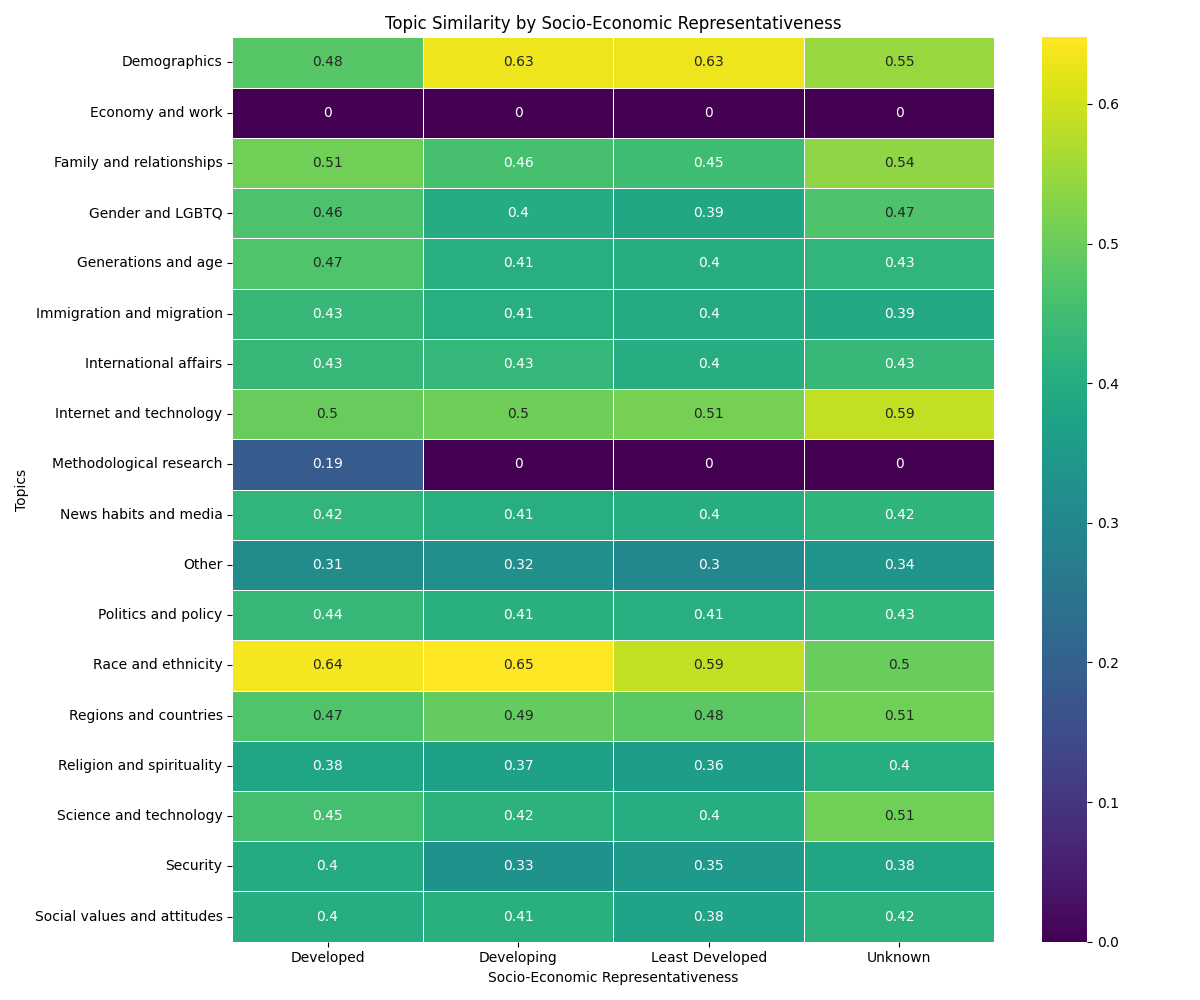 Topic Similarity by Socio-Economic Representativeness
Demographics 0.48 0.63 0.63 0.55
Economy and work 0 0 0 0
Family and relationships 0.51 0.46 0.45 0.54
Gender and LGBTQ 0.46 0.4 0.39 0.47
Generations and age 0.47 0.41 0.4 0.43
Immigration and migration 0.43 0.41 0.4 0.39
International affairs 0.43 0.43 0.4 0.43
Internet and technology 0.5 0.5 0.51 0.59
Methodological research 0.19 0 0 0
News habits and media 0.42 0.41 0.4 0.42
Other 0.31 0.32 0.3 0.34
Politics and policy 0.44 0.41 0.41 0.43
Race and ethnicity 0.64 0.65 0.59 0.5
Regions and countries 0.47 0.49 0.48 0.51
Religion and spirituality 0.38 0.37 0.36 0.4
Science and technology 0.45 0.42 0.4 0.51
Security 0.4 0.33 0.35 0.38
Social values and attitudes 0.4 0.41 0.38 0.42
Developed Developing Least Developed Unknown
Socio-Economic Representativeness
Topics
0.6
0.5
0.4
0.3
0.2
0.1
0.0